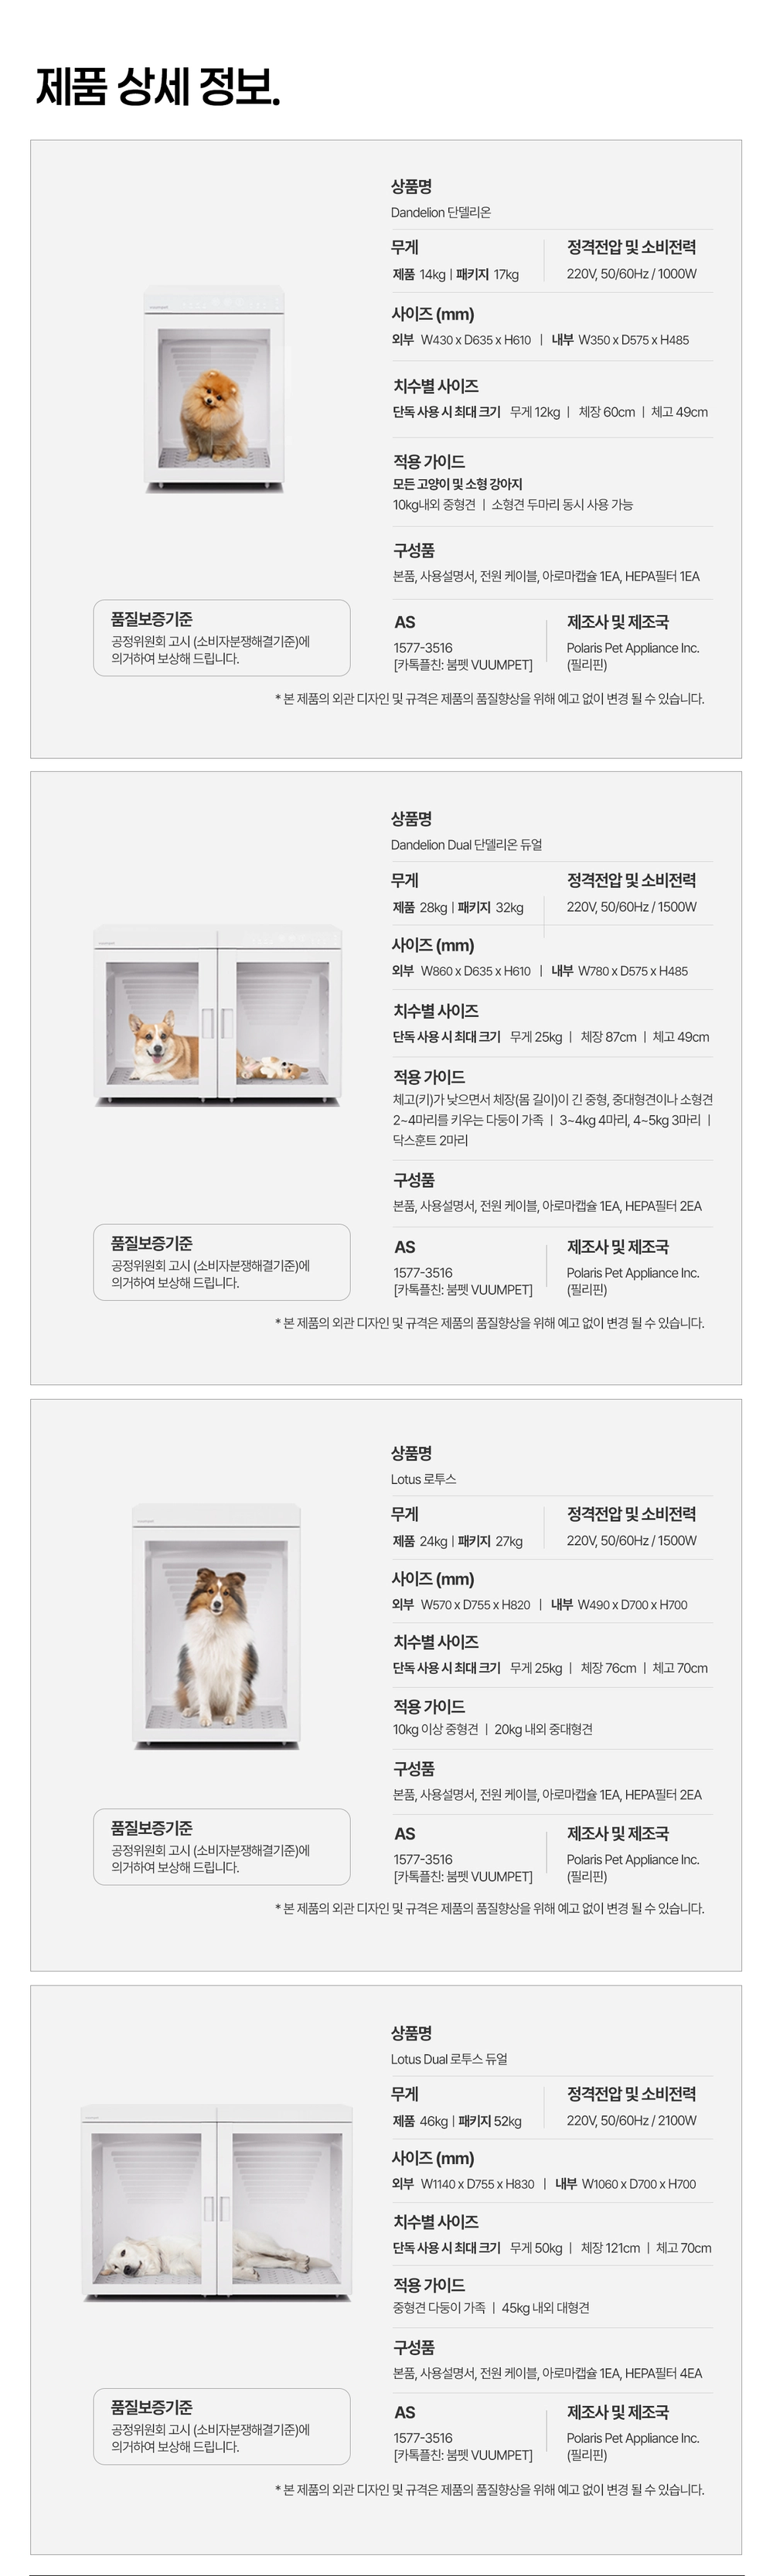 제품 상세 정보.
상품명
Dandelion 단델리온
무게
정격전압 및 소비전력
제품 14kg | 패키지 17kg
220V, 50/60Hz / 1000W
사이즈 (mm)
외부 W430 x D635 x H610 | 내부 W350 x D575 x H485
치수별 사이즈
단독 사용 시 최대 크기 무게 12kg | 체장 60cm | 체고 49cm
적용 가이드
모든 고양이 및 소형 강아지
10kg내외 중형견 | 소형견 두마리 동시 사용 가능
구성품
본품, 사용설명서, 전원 케이블, 아로마캡슐 1EA, HEPA필터 1EA
품질보증기준
공정위원회 고시 (소비자분쟁해결기준)에
의거하여 보상해 드립니다.
AS
1577-3516
[카톡플친: 붐펫 VUUMPET]
제조사 및 제조국
Polaris Pet Appliance Inc.
(필리핀)
* 본 제품의 외관 디자인 및 규격은 제품의 품질향상을 위해 예고 없이 변경 될 수 있습니다.
상품명
Dandelion Dual 단델리온 듀얼
무게
정격전압 및 소비전력
제품 28kg | 패키지 32kg
220V, 50/60Hz / 1500W
사이즈 (mm)
외부 W860 x D635 x H610 | 내부 W780 x D575 x H485
치수별 사이즈
단독 사용 시 최대 크기 무게 25kg | 체장 87cm | 체고 49cm
적용 가이드
체고(키)가 낮으면서 체장(몸 길이)이 긴 중형, 중대형견이나 소형견
2~4마리를 키우는 다둥이 가족 | 3~4kg 4마리, 4~5kg 3마리 |
닥스훈트 2마리
구성품
본품, 사용설명서, 전원 케이블, 아로마캡슐 1EA, HEPA필터 2EA
품질보증기준
공정위원회 고시 (소비자분쟁해결기준)에
의거하여 보상해 드립니다.
AS
1577-3516
[카톡플친: 붐펫 VUUMPET]
제조사 및 제조국
Polaris Pet Appliance Inc.
(필리핀)
* 본 제품의 외관 디자인 및 규격은 제품의 품질향상을 위해 예고 없이 변경 될 수 있습니다.
상품명
Lotus 로투스
무게
정격전압 및 소비전력
제품 24kg | 패키지 27kg
220V, 50/60Hz / 1500W
사이즈 (mm)
외부 W570 x D755 x H820 | 내부 W490 x D700 x H700
치수별 사이즈
단독 사용 시 최대 크기 무게 25kg | 체장 76cm | 체고 70cm
적용 가이드
10kg 이상 중형견 | 20kg 내외 중대형견
구성품
본품, 사용설명서, 전원 케이블, 아로마캡슐 1EA, HEPA필터 2EA
품질보증기준
공정위원회 고시 (소비자분쟁해결기준)에
의거하여 보상해 드립니다.
AS
1577-3516
[카톡플친: 붐펫 VUUMPET]
제조사 및 제조국
Polaris Pet Appliance Inc.
(필리핀)
* 본 제품의 외관 디자인 및 규격은 제품의 품질향상을 위해 예고 없이 변경 될 수 있습니다.
상품명
Lotus Dual 로투스 듀얼
무게
정격전압 및 소비전력
제품 46kg | 패키지 52kg
220V, 50/60Hz / 2100W
사이즈 (mm)
외부 W1140 x D755 x H830 | 내부 W1060 x D700 x H700
치수별 사이즈
단독 사용 시 최대 크기 무게 50kg | 체장 121cm | 체고 70cm
적용 가이드
중형견 다둥이 가족 | 45kg 내외 대형견
구성품
본품, 사용설명서, 전원 케이블, 아로마캡슐 1EA, HEPA필터 4EA
품질보증기준
공정위원회 고시 (소비자분쟁해결기준)에
의거하여 보상해 드립니다.
AS
1577-3516
[카톡플친: 붐펫 VUUMPET]
제조사 및 제조국
Polaris Pet Appliance Inc.
(필리핀)
* 본 제품의 외관 디자인 및 규격은 제품의 품질향상을 위해 예고 없이 변경 될 수 있습니다.